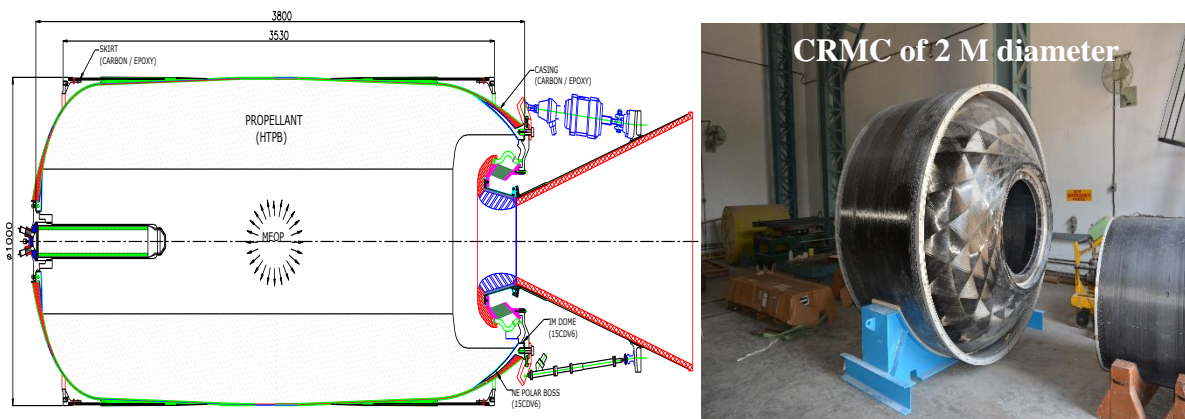 3800
3530
SKIRT
(CARBON / EPOXY)
CASING
(CARBON / EPOXY)
PROPELLANT
(HTPB)
MEOP
⌀1000
IM DOME
(15CDV6)
NE POLAR BOSS
(15CDV6)
CRMC of 2 M diameter